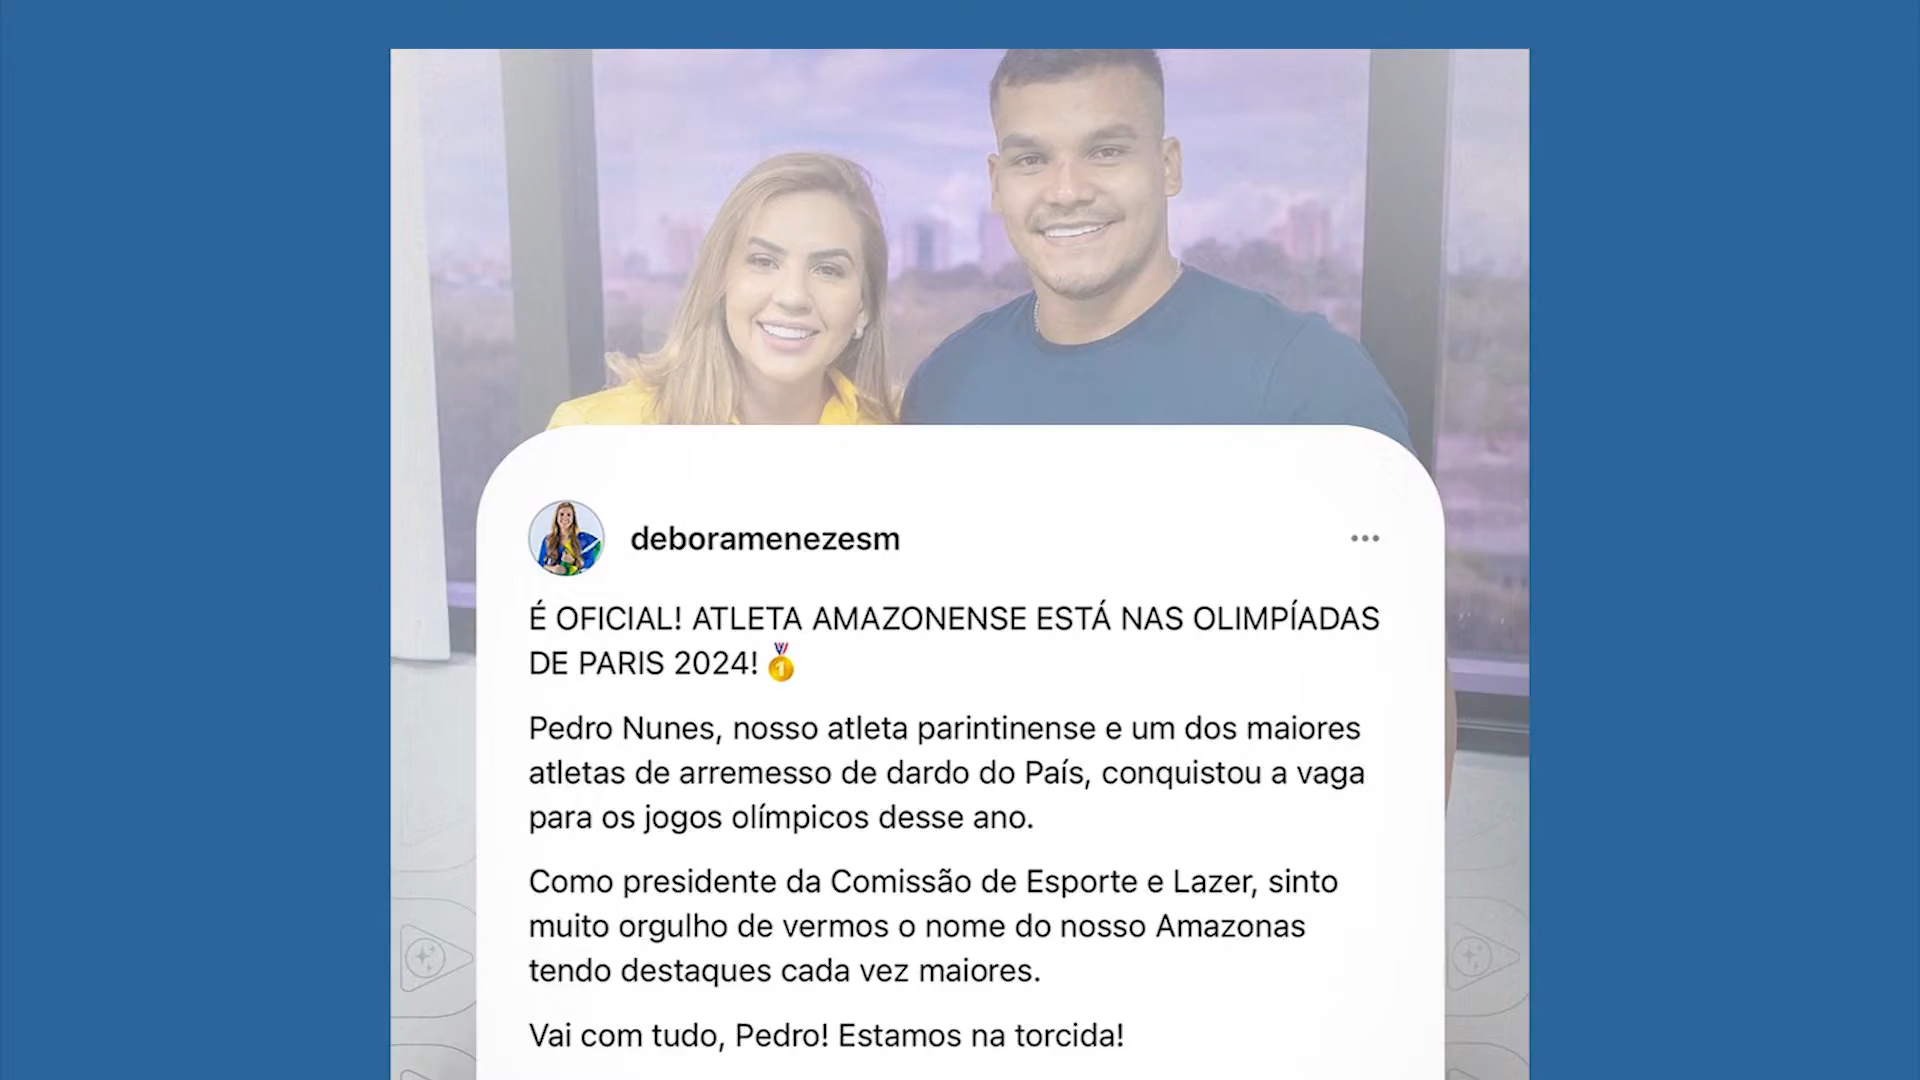 deboramenezesm
É OFICIAL! ATLETA AMAZONENSE ESTÁ NAS OLIMPÍADAS
DE PARIS 2024! 🥇
Pedro Nunes, nosso atleta parintinense e um dos maiores
atletas de arremesso de dardo do País, conquistou a vaga
para os jogos olímpicos desse ano.
Como presidente da Comissão de Esporte e Lazer, sinto
muito orgulho de vermos o nome do nosso Amazonas
tendo destaques cada vez maiores.
Vai com tudo, Pedro! Estamos na torcida!